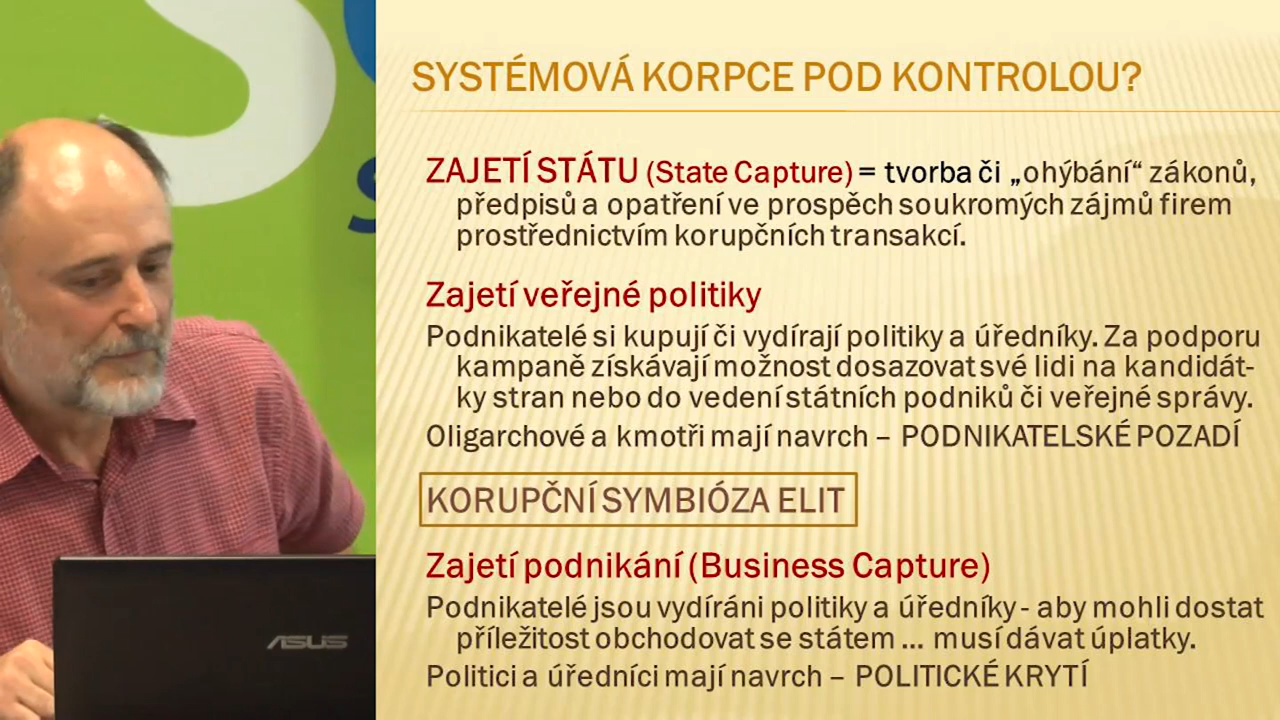 SYSTÉMOVÁ KORPCE POD KONTROLOU?
ZAJETÍ STÁTU (State Capture) = tvorba či „ohýbání“ zákonů,
předpisů a opatření ve prospěch soukromých zájmů firem
prostřednictvím korupčních transakcí.
Zajetí veřejné politiky
Podnikatelé si kupují či vydírají politiky a úředníky. Za podporu
kampaně získávají možnost dosazovat své lidi na kandidát-
ky stran nebo do vedení státních podniků či veřejné správy.
Oligarchové a kmotři mají navrch – PODNIKATELSKÉ POZADÍ
KORUPČNÍ SYMBIÓZA ELIT
Zajetí podnikání (Business Capture)
Podnikatelé jsou vydíráni politiky a úředníky - aby mohli dostat
příležitost obchodovat se státem ... musí dávat úplatky.
Politici a úředníci mají navrch – POLITICKÉ KRYTÍ
ASUS